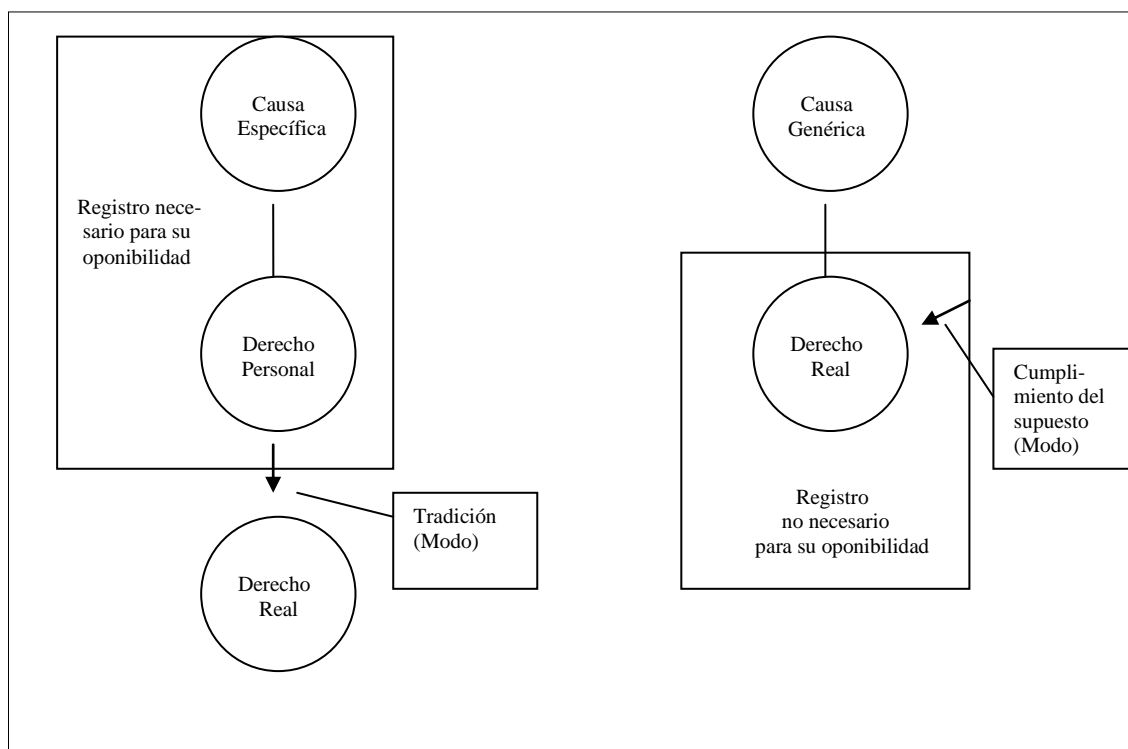 Causa
Específica
Registro nece-
sario para su
oponibilidad
Derecho
Personal
Tradición
(Modo)
Derecho
Real
Causa
Genérica
Derecho
Real
Cumpli-
miento del
supuesto
(Modo)
Registro
no necesario
para su oponibilidad